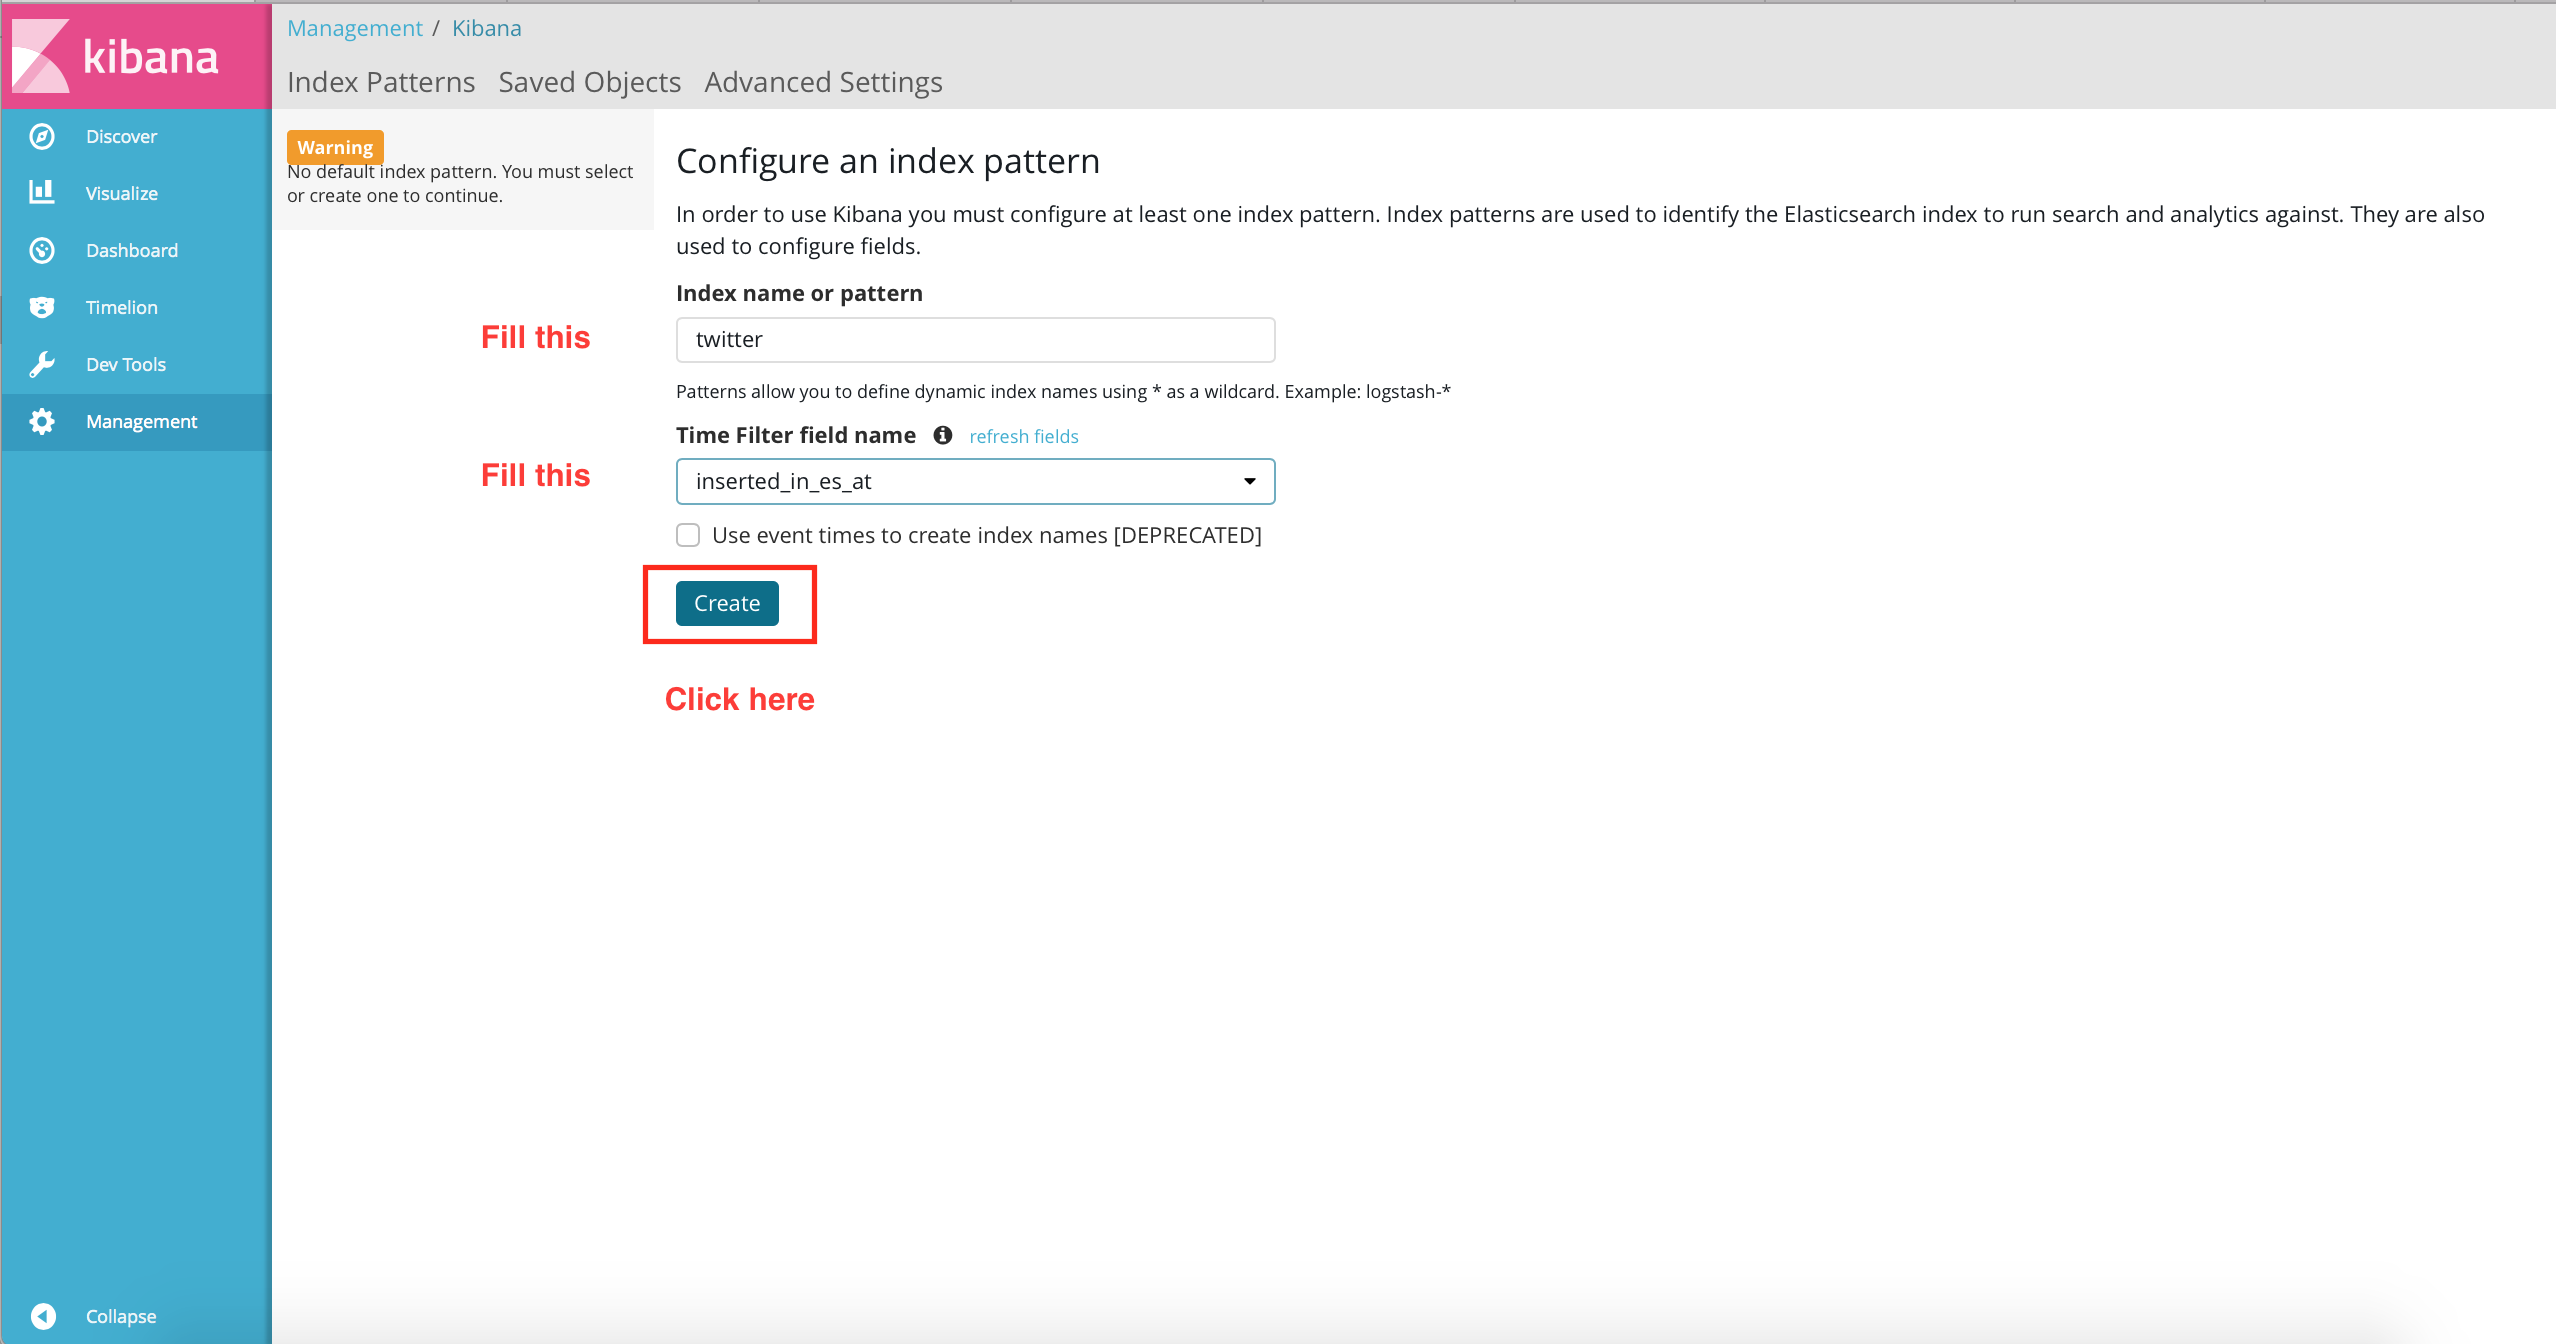 kibana
Management / Kibana
Index Patterns Saved Objects Advanced Settings
Discover
Visualize
Dashboard
Timelion
Dev Tools
Management
Collapse
Warning
No default index pattern. You must select
or create one to continue.
Configure an index pattern
In order to use Kibana you must configure at least one index pattern. Index patterns are used to identify the Elasticsearch index to run search and analytics against. They are also
used to configure fields.
Index name or pattern
Fill this
twitter
Patterns allow you to define dynamic index names using * as a wildcard. Example: logstash-*
Time Filter field name refresh fields
Fill this
inserted_in_es_at
Use event times to create index names [DEPRECATED]
Create
Click here